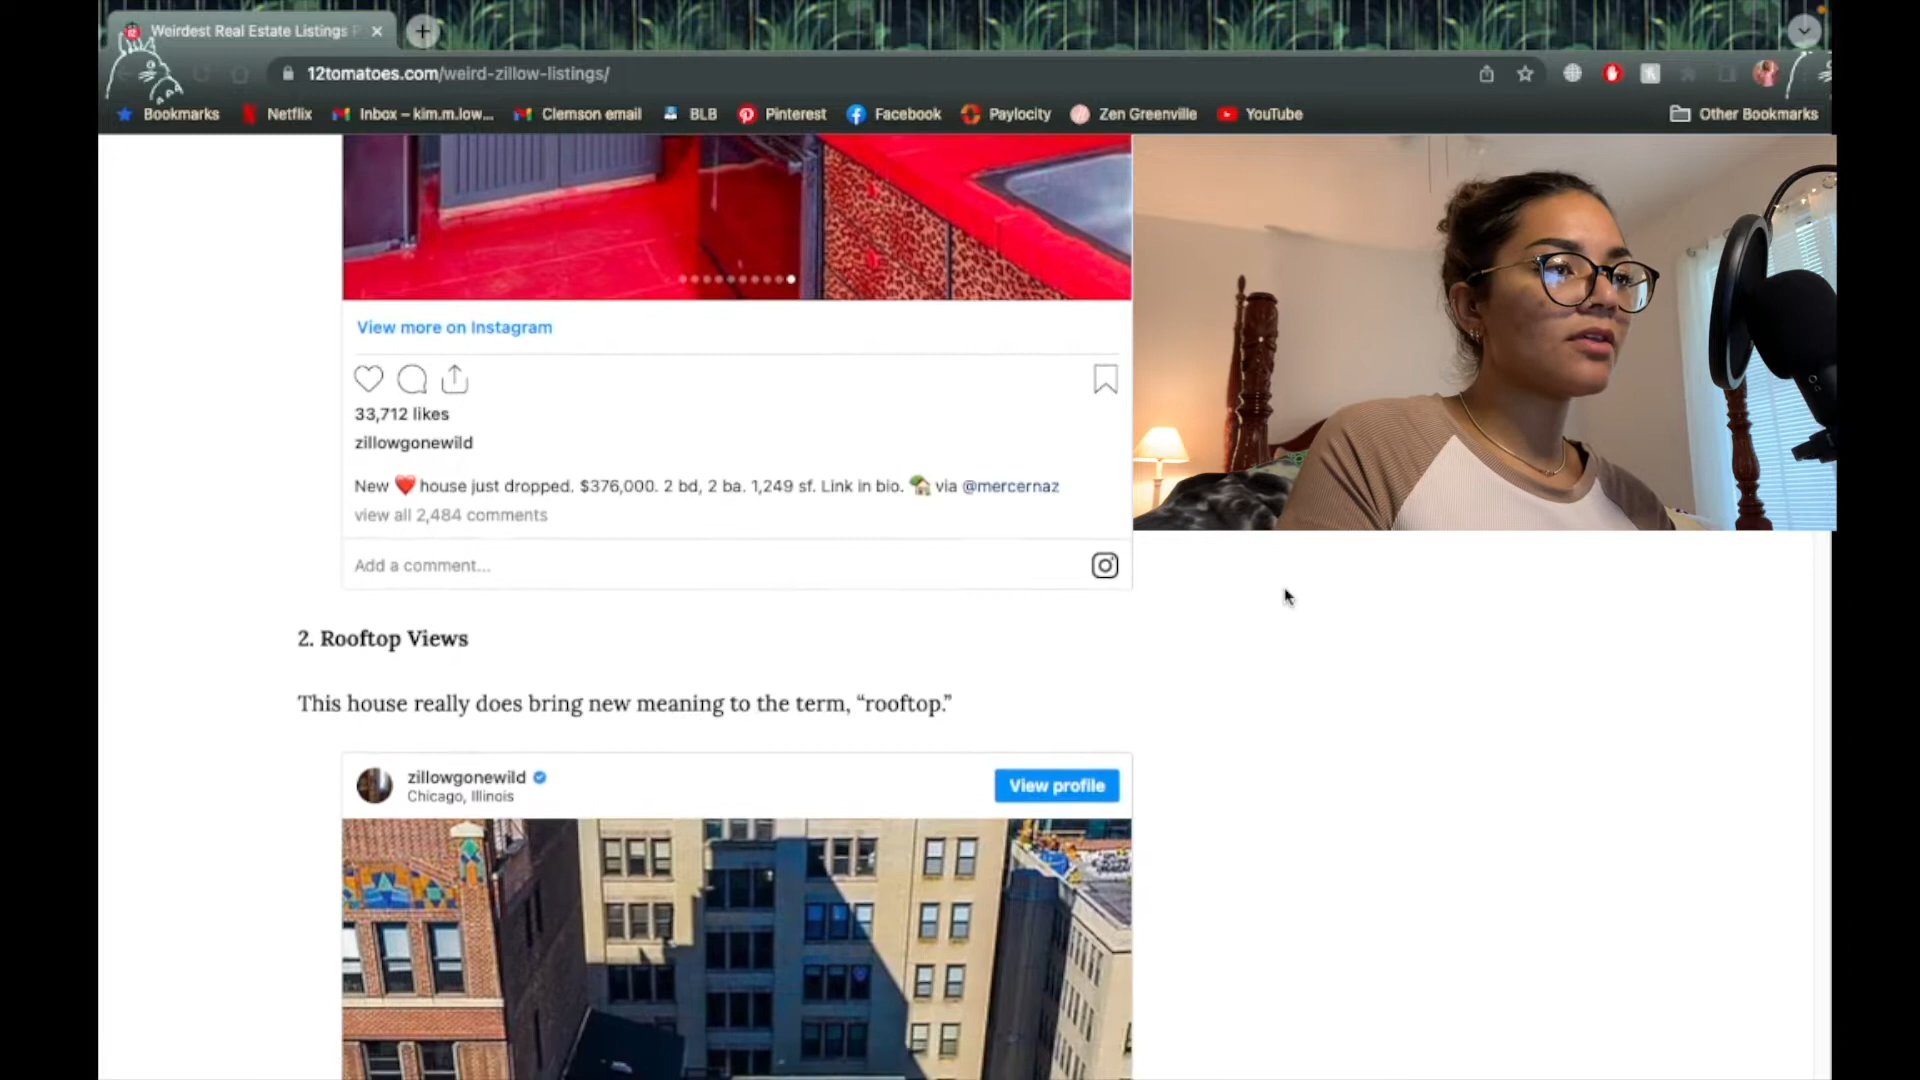 Weirdest Real Estate Listings
12tomatoes.com/weird-zillow-listings/
Bookmarks
Netflix
Inbox – kim.m.low...
Clemson email
BLB
Pinterest
Facebook
Paylocity
Zen Greenville
YouTube
Other Bookmarks
View more on Instagram
33,712 likes
zillowgonewild
New ❤️ house just dropped. $376,000. 2 bd, 2 ba. 1,249 sf. Link in bio. 🏡 via @mercernaz
view all 2,484 comments
Add a comment...
2. Rooftop Views
This house really does bring new meaning to the term, “rooftop.”
zillowgonewild
Chicago, Illinois
View profile